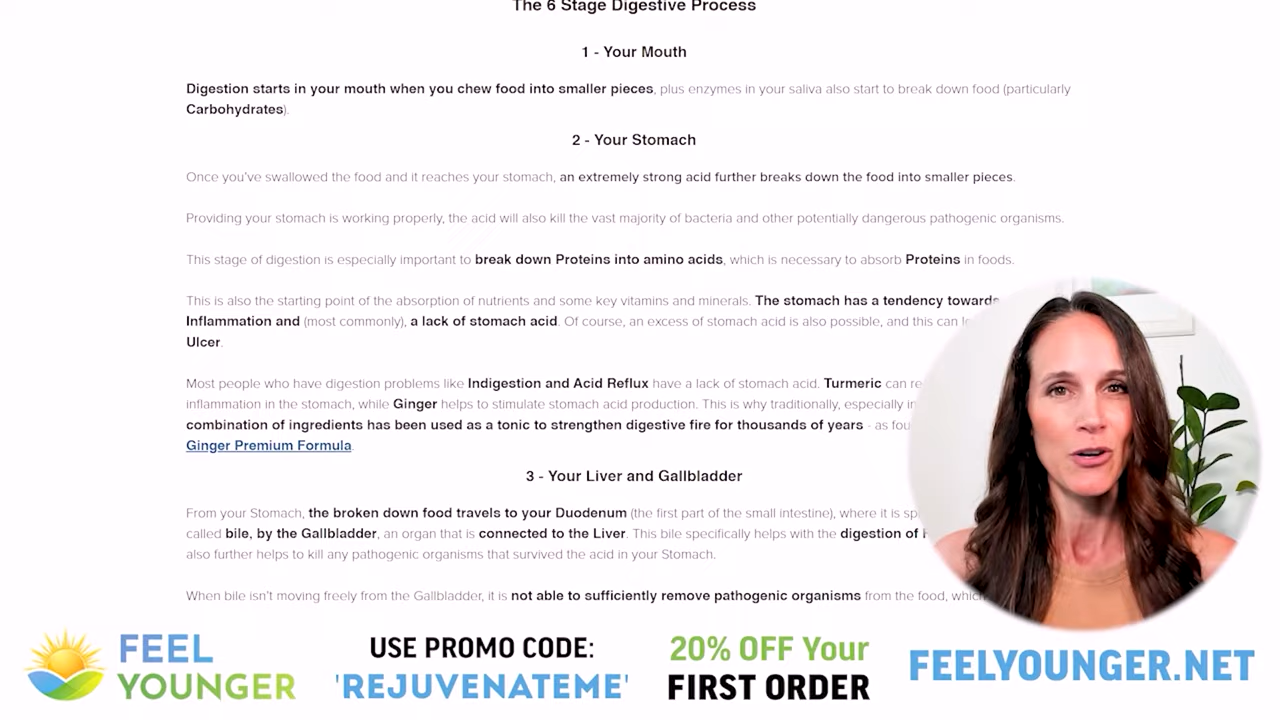 The 6 Stage Digestive Process
1 - Your Mouth
Digestion starts in your mouth when you chew food into smaller pieces, plus enzymes in your saliva also start to break down food (particularly
Carbohydrates).
2 - Your Stomach
Once you've swallowed the food and it reaches your stomach, an extremely strong acid further breaks down the food into smaller pieces.
Providing your stomach is working properly, the acid will also kill the vast majority of bacteria and other potentially dangerous pathogenic organisms.
This stage of digestion is especially important to break down Proteins into amino acids, which is necessary to absorb Proteins in foods.
This is also the starting point of the absorption of nutrients and some key vitamins and minerals. The stomach has a tendency towards
Inflammation and (most commonly), a lack of stomach acid. Of course, an excess of stomach acid is also possible, and this can
Ulcer.
Most people who have digestion problems like Indigestion and Acid Reflux have a lack of stomach acid. Turmeric can
inflammation in the stomach, while Ginger helps to stimulate stomach acid production. This is why traditionally, especially
combination of ingredients has been used as a tonic to strengthen digestive fire for thousands of years - as
Ginger Premium Formula.
3 - Your Liver and Gallbladder
From your Stomach, the broken down food travels to your Duodenum (the first part of the small intestine), where it is
called bile, by the Gallbladder, an organ that is connected to the Liver. This bile specifically helps with the digestion of
also further helps to kill any pathogenic organisms that survived the acid in your Stomach.
When bile isn't moving freely from the Gallbladder, it is not able to sufficiently remove pathogenic organisms from the food,
FEEL
YOUNGER
USE PROMO CODE:
'REJUVENATEME'
20% OFF Your
FIRST ORDER
FEELYOUNGER.NET